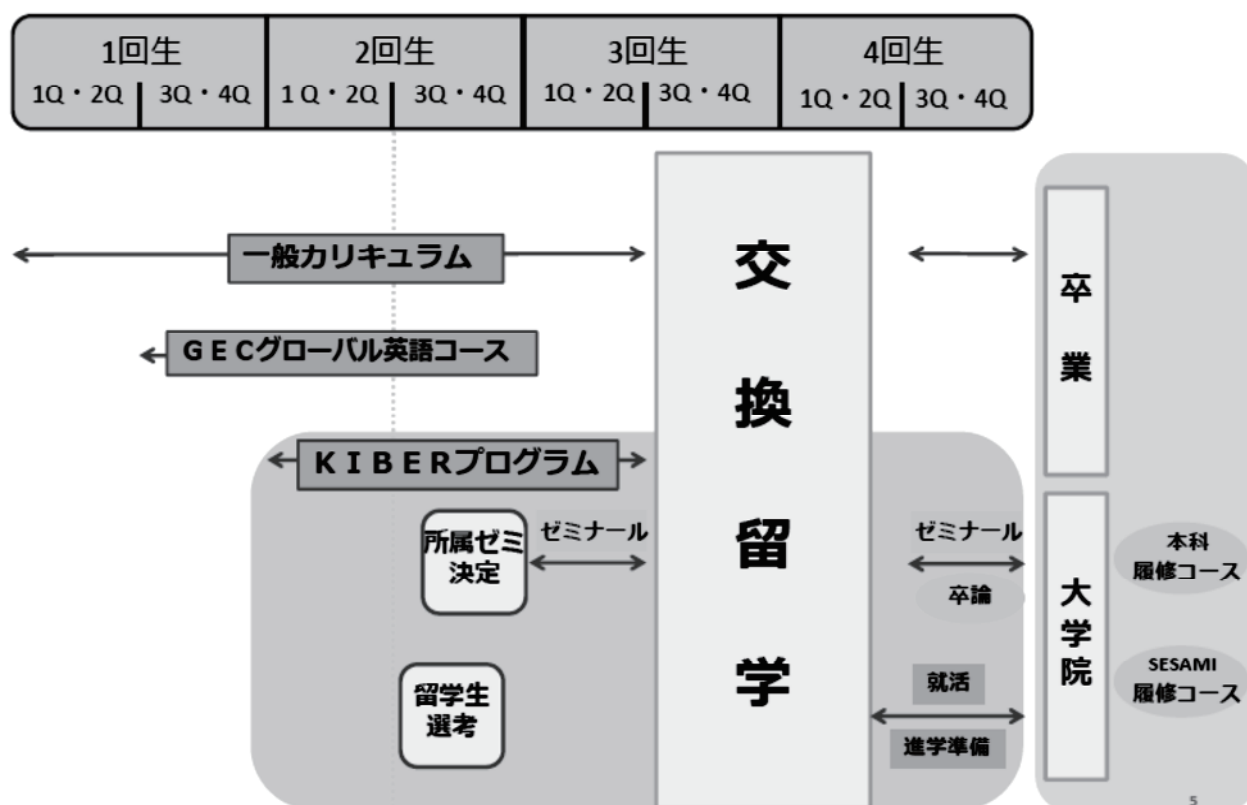 1回生 2回生 3回生 4回生
1Q・2Q 3Q・4Q 1Q・2Q 3Q・4Q 1Q・2Q 3Q・4Q 1Q・2Q 3Q・4Q
一般カリキュラム
GECグローバル英語コース
KIBERプログラム
所属ゼミ
決定
ゼミナール
留学生
選考
交換留学
ゼミナール
卒論
就活
進学準備
卒業
大学院
本科
履修コース
SESAMI
履修コース
5